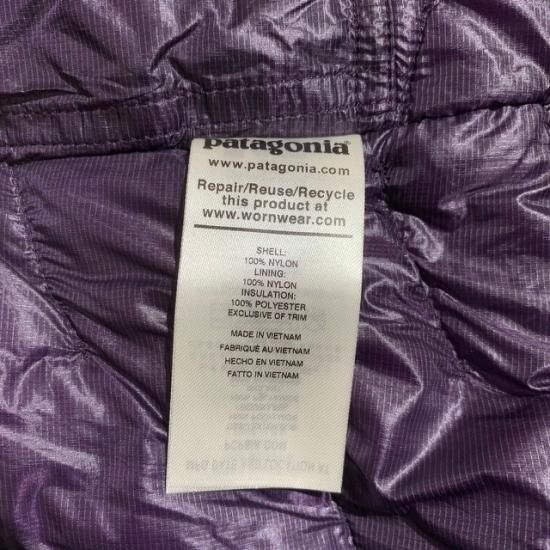 patagonia
www.patagonia.com
Repair/Reuse/Recycle
this product at
www.wornwear.com
SHELL:
100% NYLON
LINING:
100% NYLON
INSULATION:
100% POLYESTER
EXCLUSIVE OF TRIM
MADE IN VIETNAM
FABRIQUÉ AU VIETNAM
HECHO EN VIETNAM
FATTO IN VIETNAM